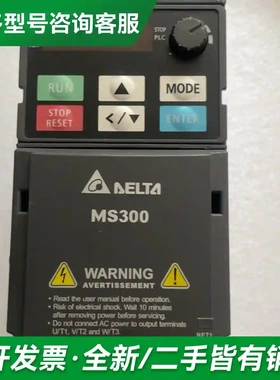 型号咨询客服
STOP
PLC
RUN
MODE
STOP
RESET
ENTER
DELTA
MS300
WARNING
AVERTISSEMENT
Read the user manual before operation.
Risk of electrical shock. Wait 10 minutes
after removing power before servicing.
Do not connect AC power to output terminals
U/T1, V/T2 and W/T3.
开发票·全新/二手皆有